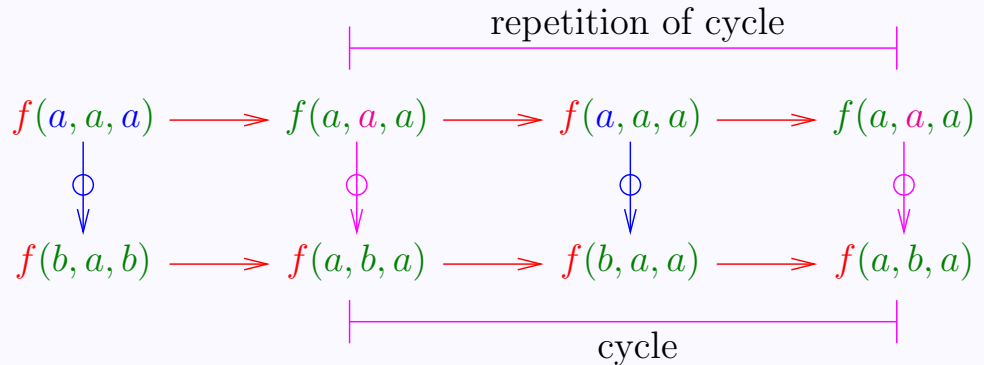 repetition of cycle
f(a, a, a) f(a, a, a) f(a, a, a) f(a, a, a)
f(b, a, b) f(a, b, a) f(b, a, a) f(a, b, a)
cycle